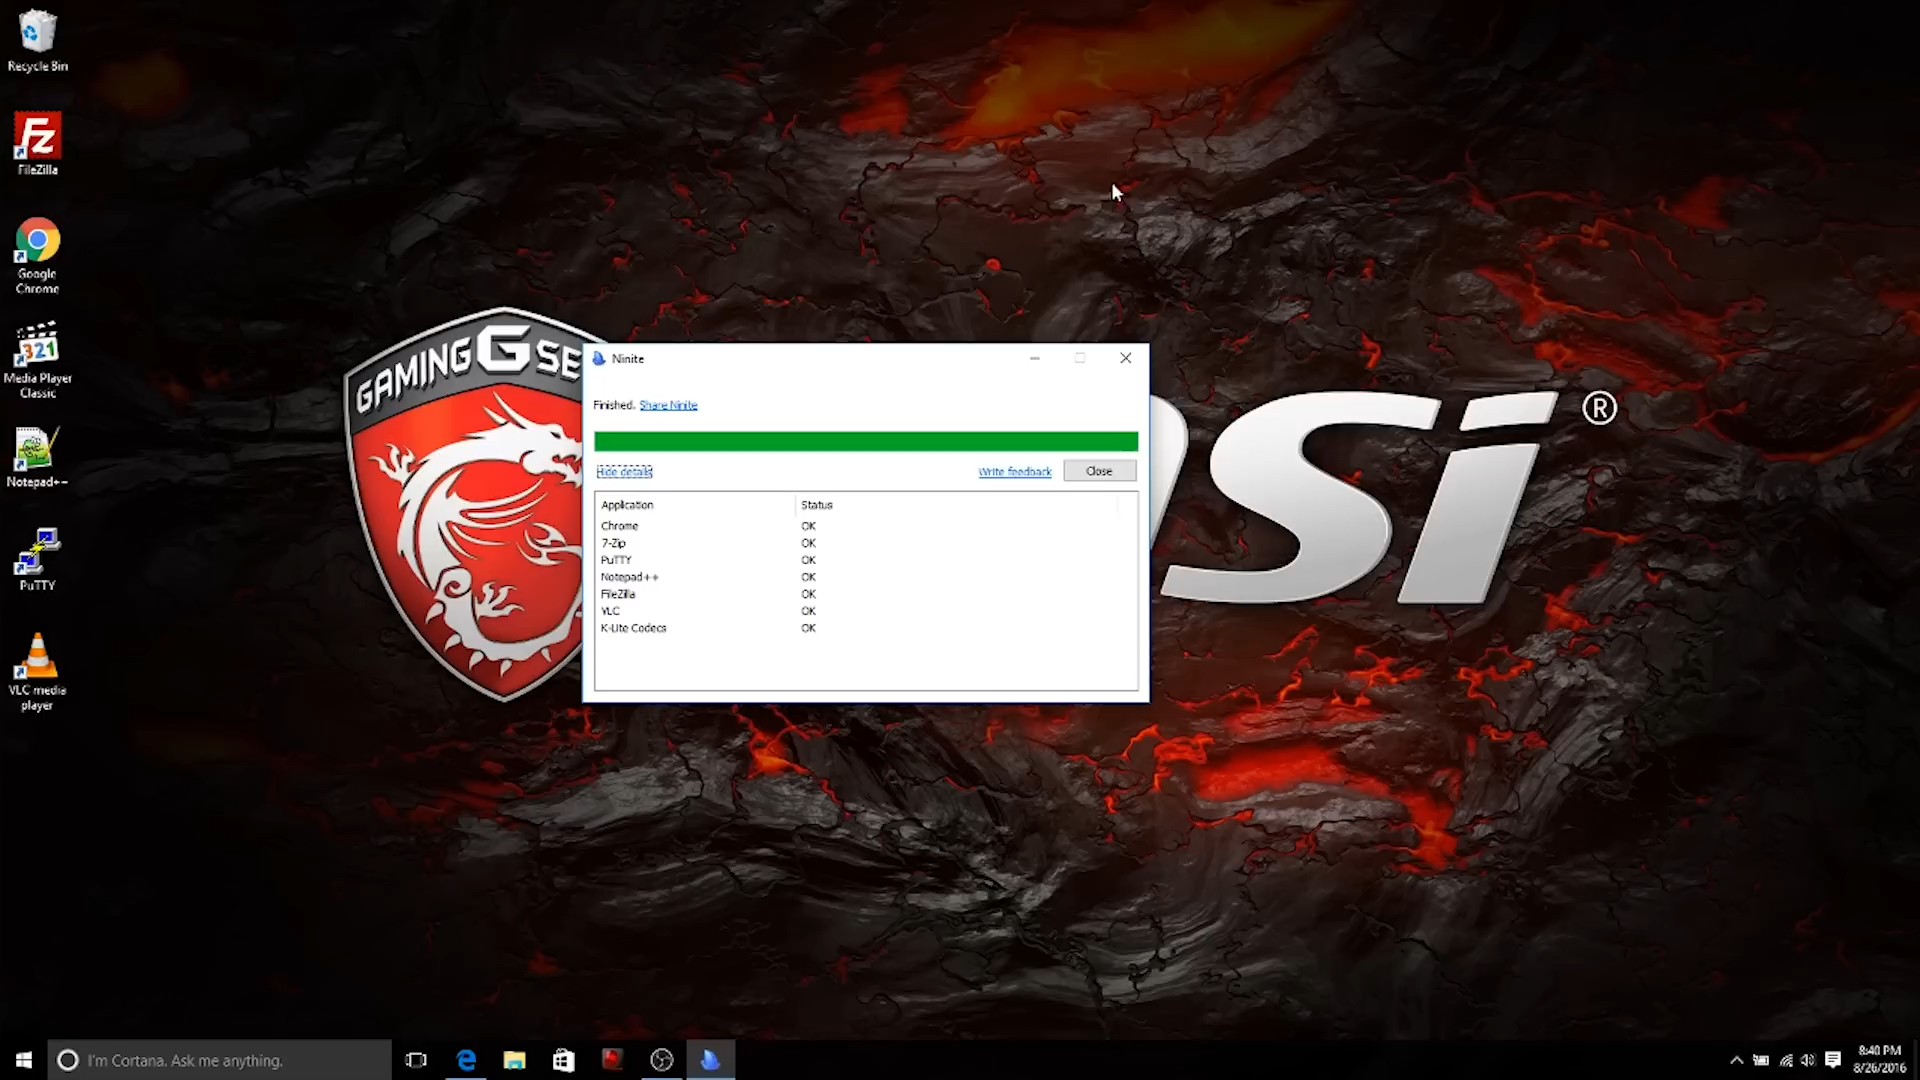 Recycle Bin
FileZilla
Google
Chrome
321
Media Player
Classic
Notepad++
PuTTY
VLC media
player
GAMING G SE
Si ®
Ninite
Finished. Share Ninite
Hide details
Write feedback
Close
Application Status
Chrome OK
7-Zip OK
PuTTY OK
Notepad++ OK
FileZilla OK
VLC OK
K-Lite Codecs OK
I'm Cortana. Ask me anything.
8:40 PM
8/26/2016